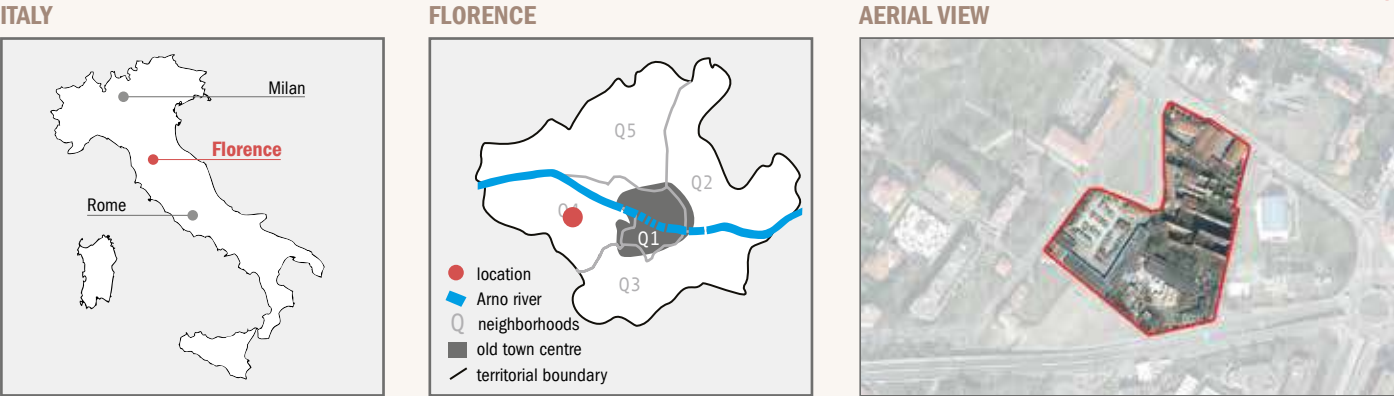 ITALY
Milan
Florence
Rome
FLORENCE
Q5
Q2
Q4
Q1
Q3
location
Arno river
Q neighborhoods
old town centre
territorial boundary
AERIAL VIEW